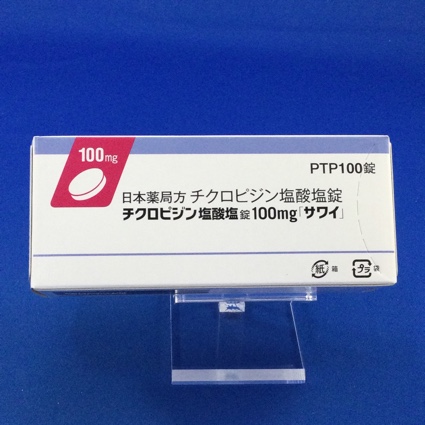 100mg
PTP100錠
日本薬局方 チクロピジン塩酸塩錠
チクロピジン塩酸塩錠100mg「サワイ」
紙 箱 プラ 袋